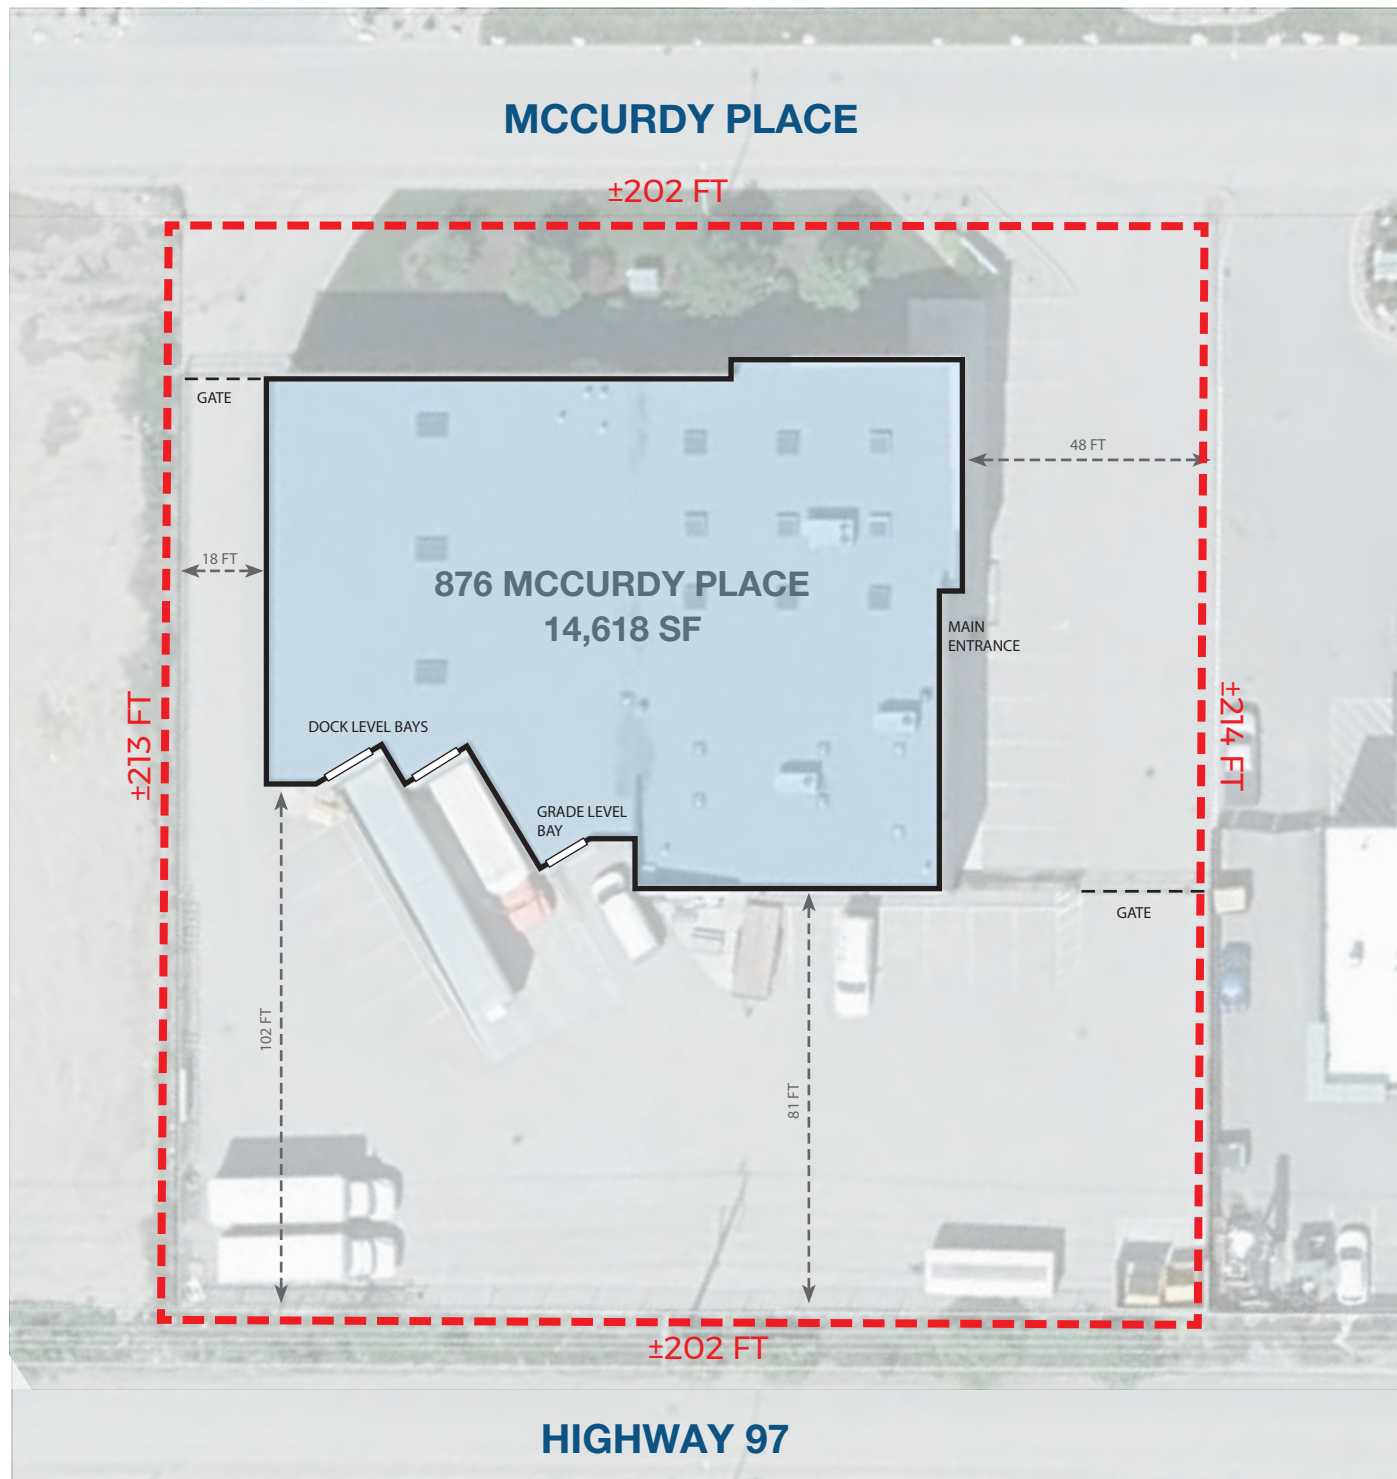 MCCURDY PLACE
±202 FT
GATE
48 FT
18 FT
876 MCCURDY PLACE
14,618 SF
MAIN
ENTRANCE
±213 FT
±214 FT
DOCK LEVEL BAYS
GRADE LEVEL
BAY
GATE
102 FT
81 FT
±202 FT
HIGHWAY 97